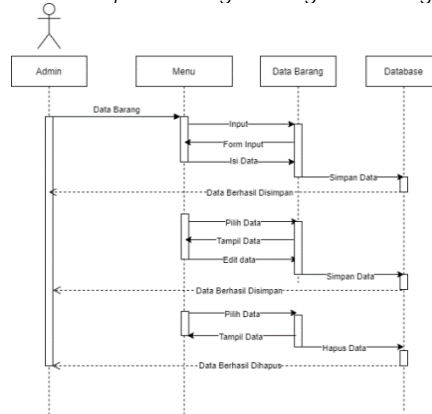 Admin
Menu
Data Barang
Database
Data Barang
Input
Form Input
Isi Data
Simpan Data
Data Berhasil Disimpan
Pilih Data
Tampil Data
Edit data
Simpan Data
Data Berhasil Disimpan
Pilih Data
Tampil Data
Hapus Data
Data Berhasil Dihapus